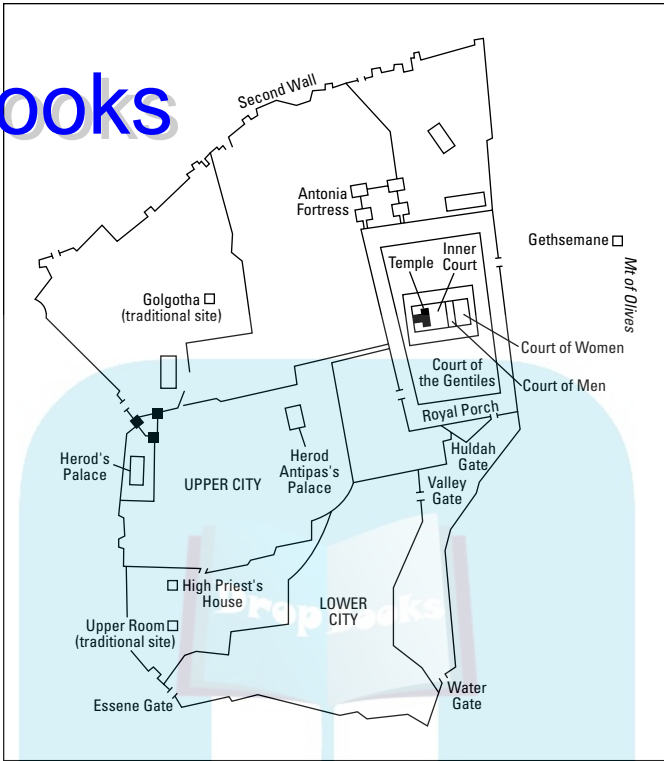 ooks
Second Wall
Antonia
Fortress
Gethsemane
Mt of Olives
Inner
Court
Temple
Golgotha
(traditional site)
Court of Women
Court of
the Gentiles
Court of Men
Royal Porch
Huldah
Gate
Herod's
Palace
UPPER CITY
Herod
Antipas's
Palace
Valley
Gate
High Priest's
House
LOWER
CITY
DropBooks
Upper Room
(traditional site)
Essene Gate
Water
Gate